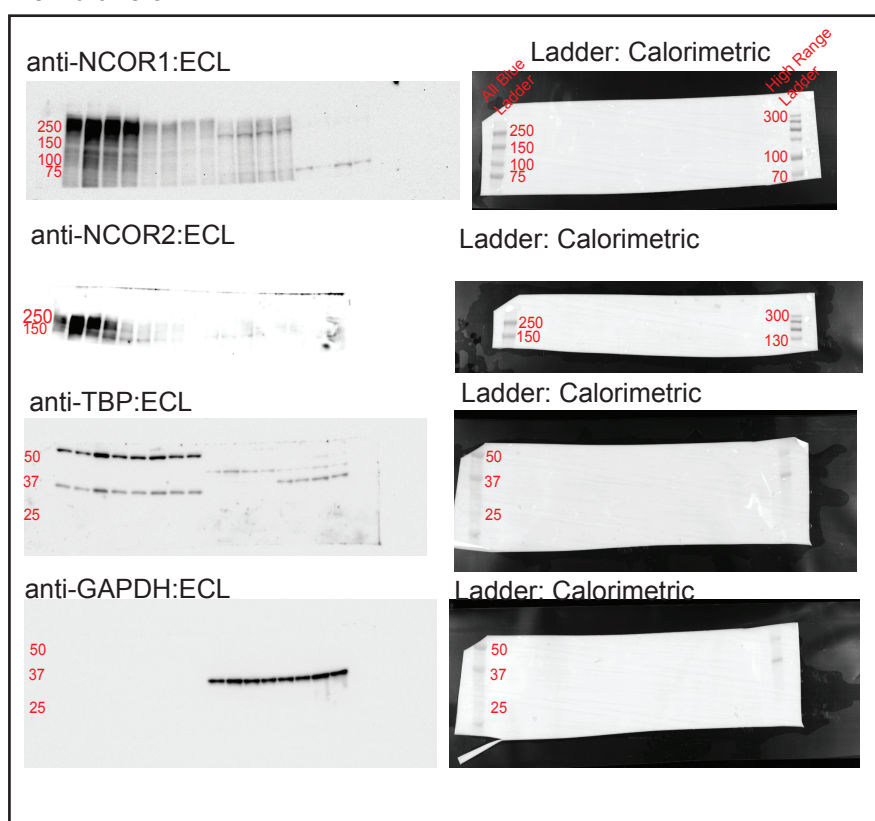 anti-NCOR1:ECL
250
150
100
75
Ladder: Calorimetric
All Blue
Ladder
High Range
Ladder
250
150
100
75
300
100
70
anti-NCOR2:ECL
250
150
Ladder: Calorimetric
250
150
300
130
anti-TBP:ECL
50
37
25
Ladder: Calorimetric
50
37
25
anti-GAPDH:ECL
50
37
25
Ladder: Calorimetric
50
37
25